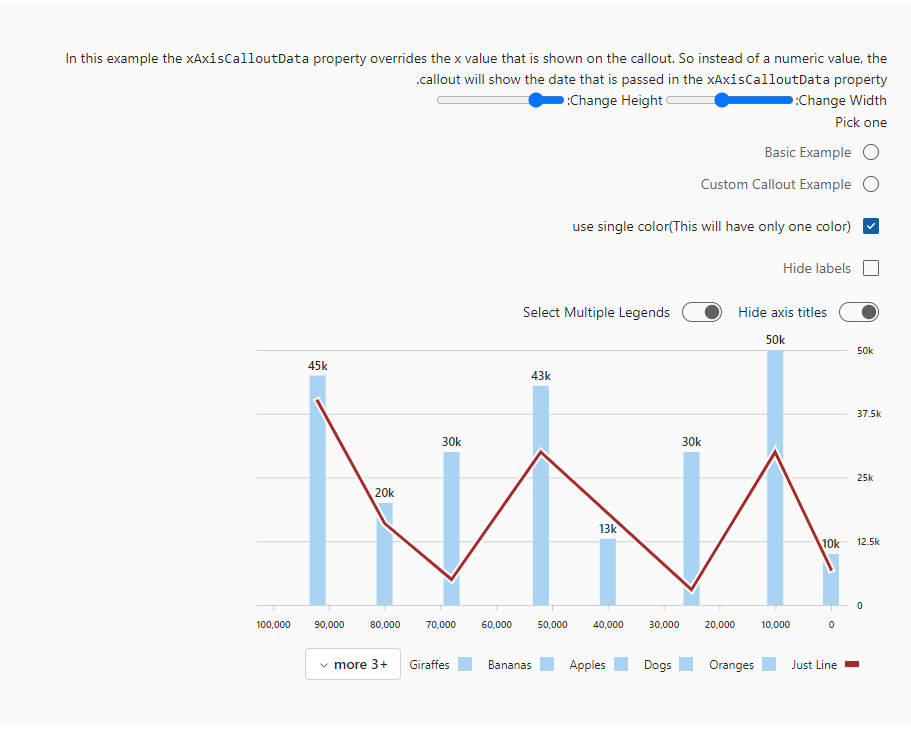 In this example the xAxisCalloutData property overrides the x value that is shown on the callout. So instead of a numeric value, the
.callout will show the date that is passed in the xAxisCalloutData property
:Change Width
:Change Height
Pick one
Basic Example
Custom Callout Example
use single color(This will have only one color)
Hide labels
Hide axis titles
Select Multiple Legends
50k
37.5k
25k
12.5k
0
45k
20k
30k
43k
13k
30k
50k
10k
100,000 90,000 80,000 70,000 60,000 50,000 40,000 30,000 20,000 10,000 0
more 3+ Giraffes Bananas Apples Dogs Oranges Just Line